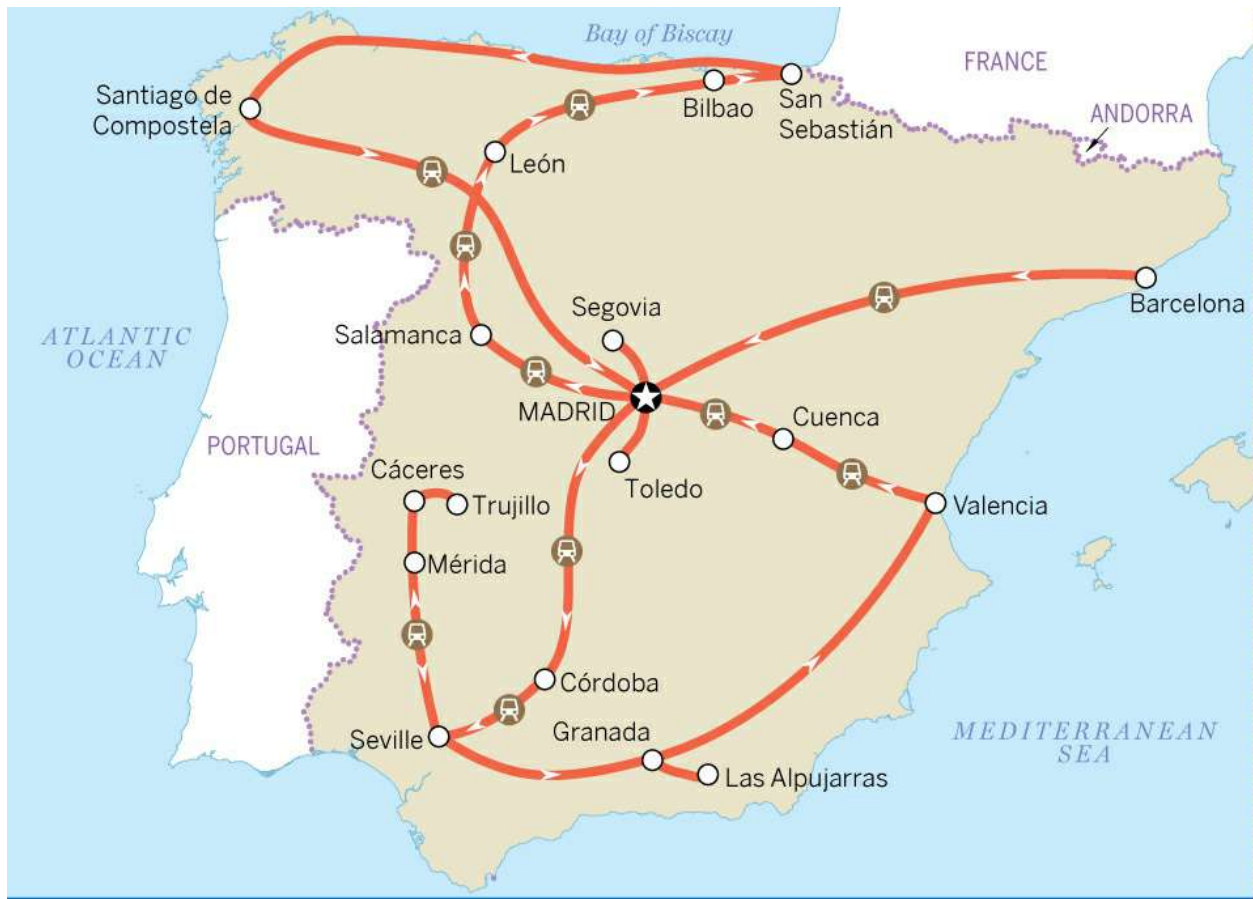 Bay of Biscay
FRANCE
ANDORRA
Santiago de
Compostela
Bilbao
San
Sebastián
León
Barcelona
Segovia
ATLANTIC
OCEAN
Salamanca
MADRID
Cuenca
PORTUGAL
Cáceres
Toledo
Trujillo
Valencia
Mérida
Córdoba
Seville
Granada
MEDITERRANEAN
SEA
Las Alpujarras